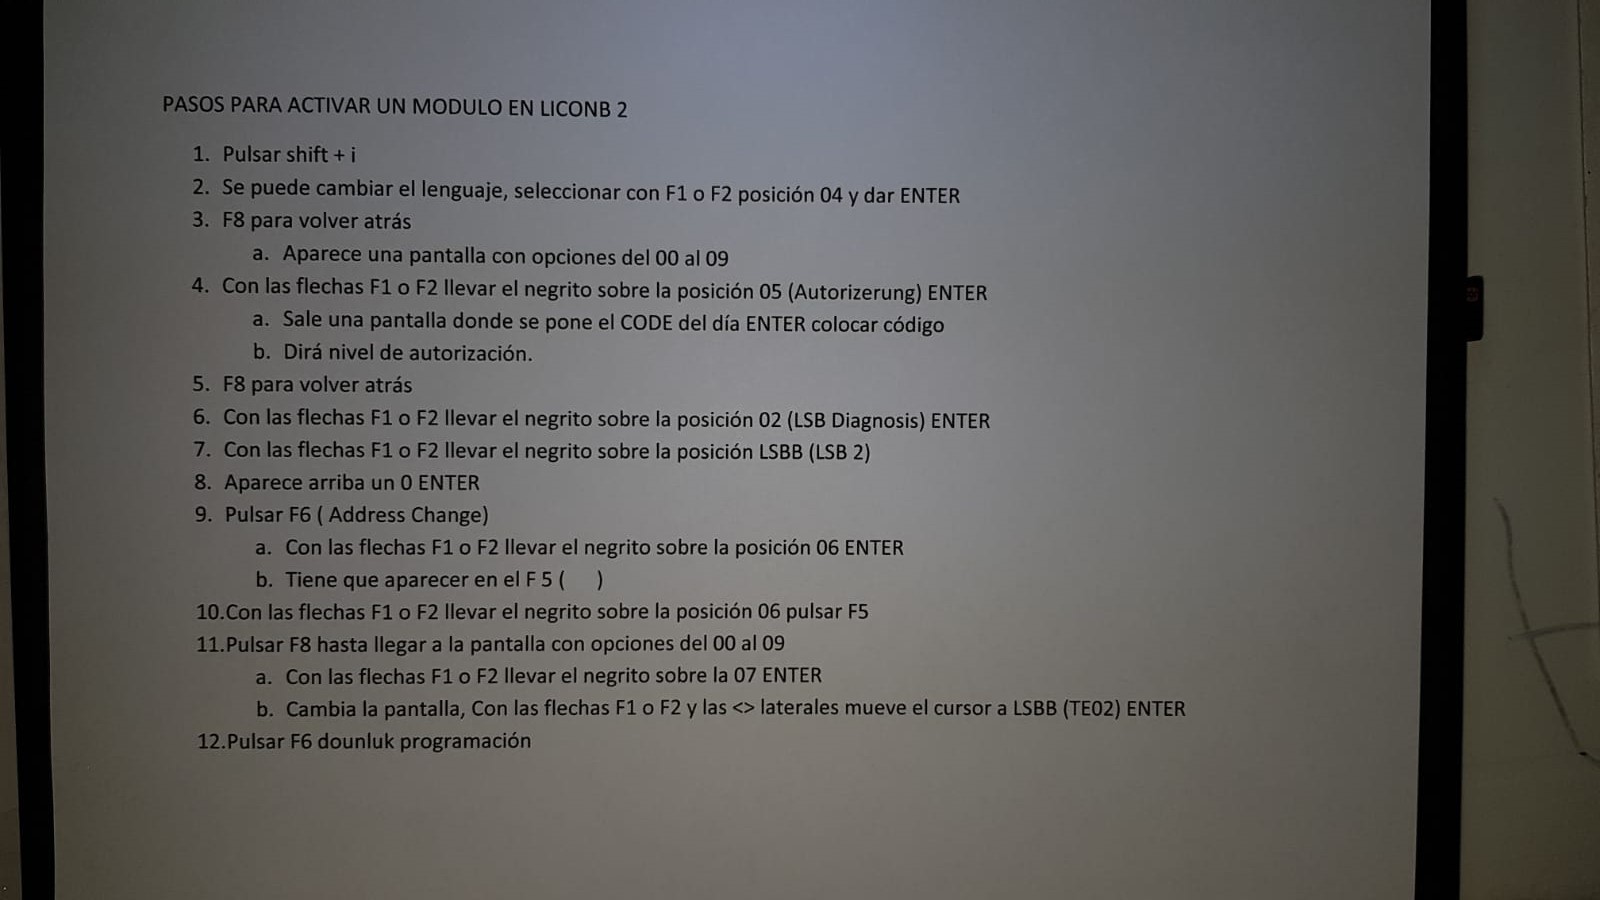 PASOS PARA ACTIVAR UN MODULO EN LICONB 2
1. Pulsar shift + i
2. Se puede cambiar el lenguaje, seleccionar con F1 o F2 posición 04 y dar ENTER
3. F8 para volver atrás
a. Aparece una pantalla con opciones del 00 al 09
4. Con las flechas F1 o F2 llevar el negrito sobre la posición 05 (Autorizerung) ENTER
a. Sale una pantalla donde se pone el CODE del día ENTER colocar código
b. Dirá nivel de autorización.
5. F8 para volver atrás
6. Con las flechas F1 o F2 llevar el negrito sobre la posición 02 (LSB Diagnosis) ENTER
7. Con las flechas F1 o F2 llevar el negrito sobre la posición LSBB (LSB 2)
8. Aparece arriba un 0 ENTER
9. Pulsar F6 ( Address Change)
a. Con las flechas F1 o F2 llevar el negrito sobre la posición 06 ENTER
b. Tiene que aparecer en el F 5 (     )
10.Con las flechas F1 o F2 llevar el negrito sobre la posición 06 pulsar F5
11.Pulsar F8 hasta llegar a la pantalla con opciones del 00 al 09
a. Con las flechas F1 o F2 llevar el negrito sobre la 07 ENTER
b. Cambia la pantalla, Con las flechas F1 o F2 y las <> laterales mueve el cursor a LSBB (TE02) ENTER
12.Pulsar F6 dounluk programación